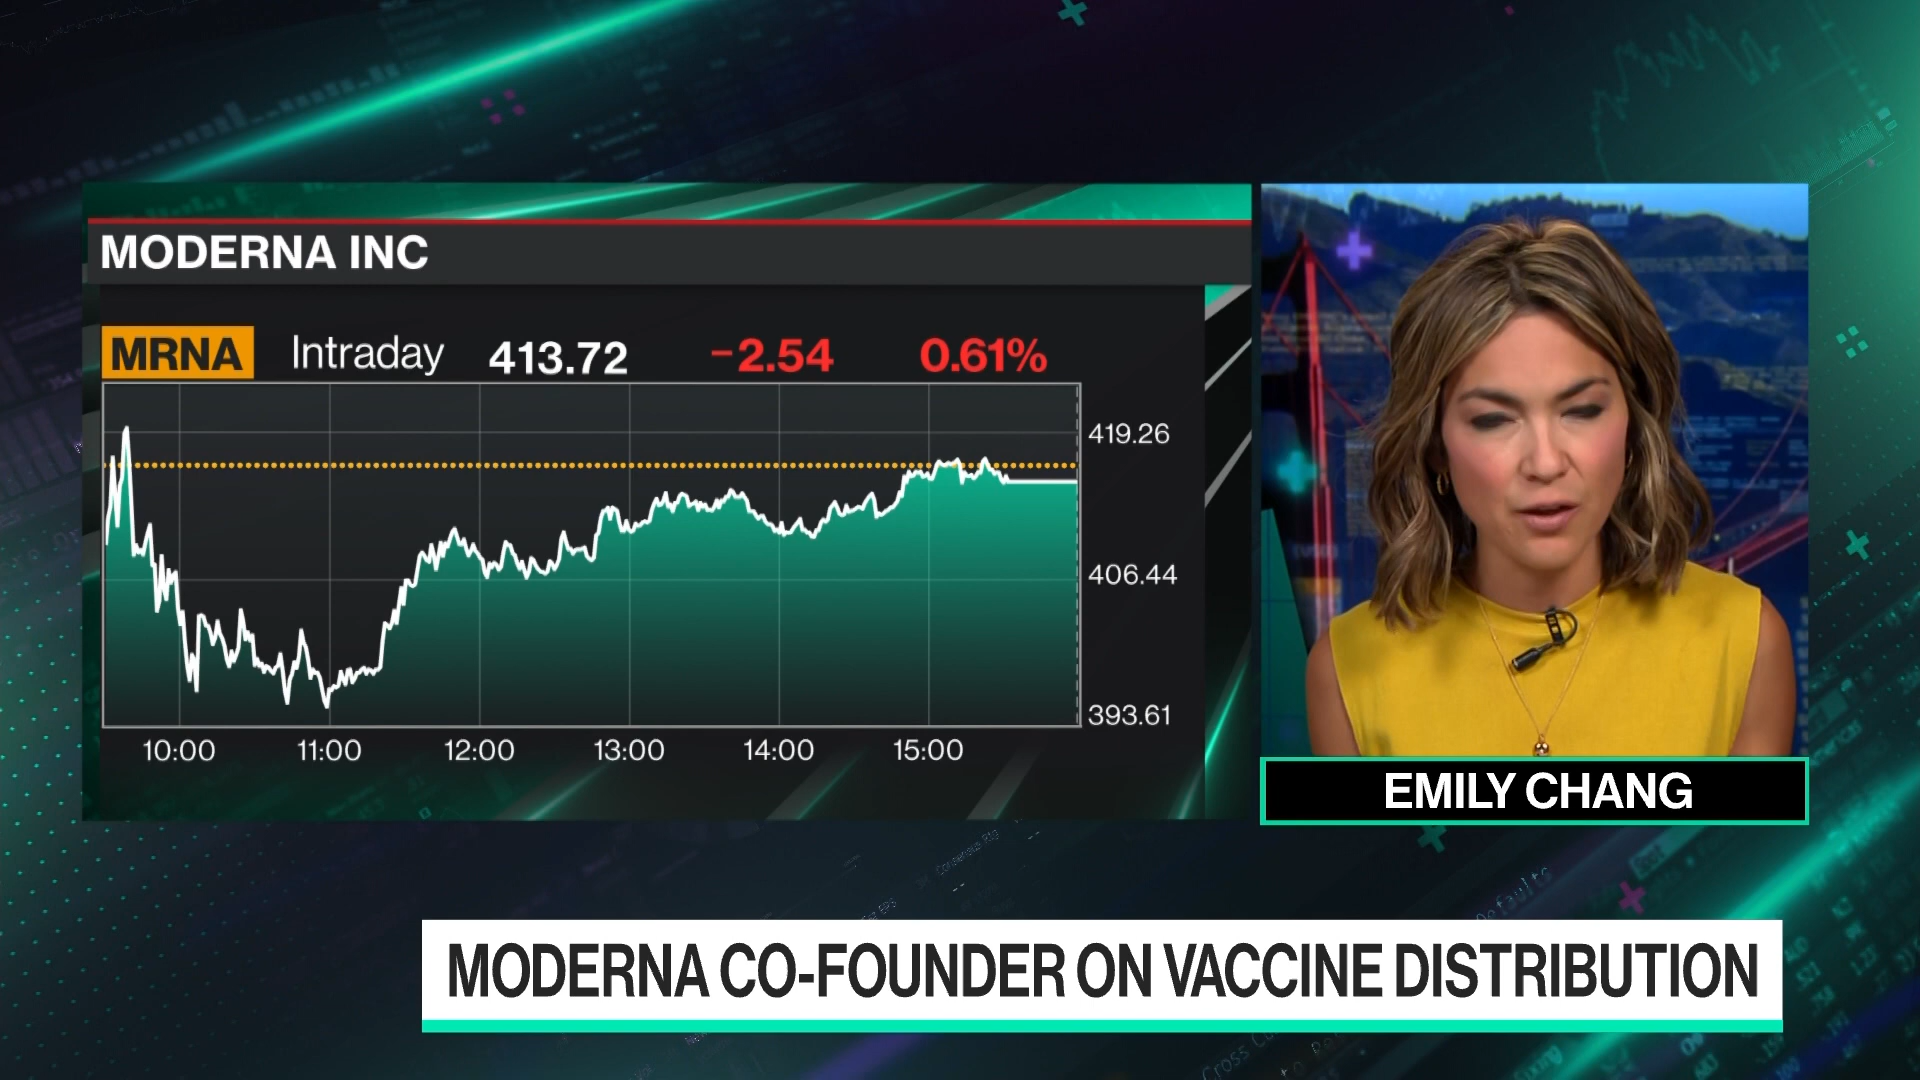 MODERNA INC
MRNA Intraday 413.72 -2.54 0.61%
419.26
406.44
393.61
10:00 11:00 12:00 13:00 14:00 15:00
EMILY CHANG
MODERNA CO-FOUNDER ON VACCINE DISTRIBUTION